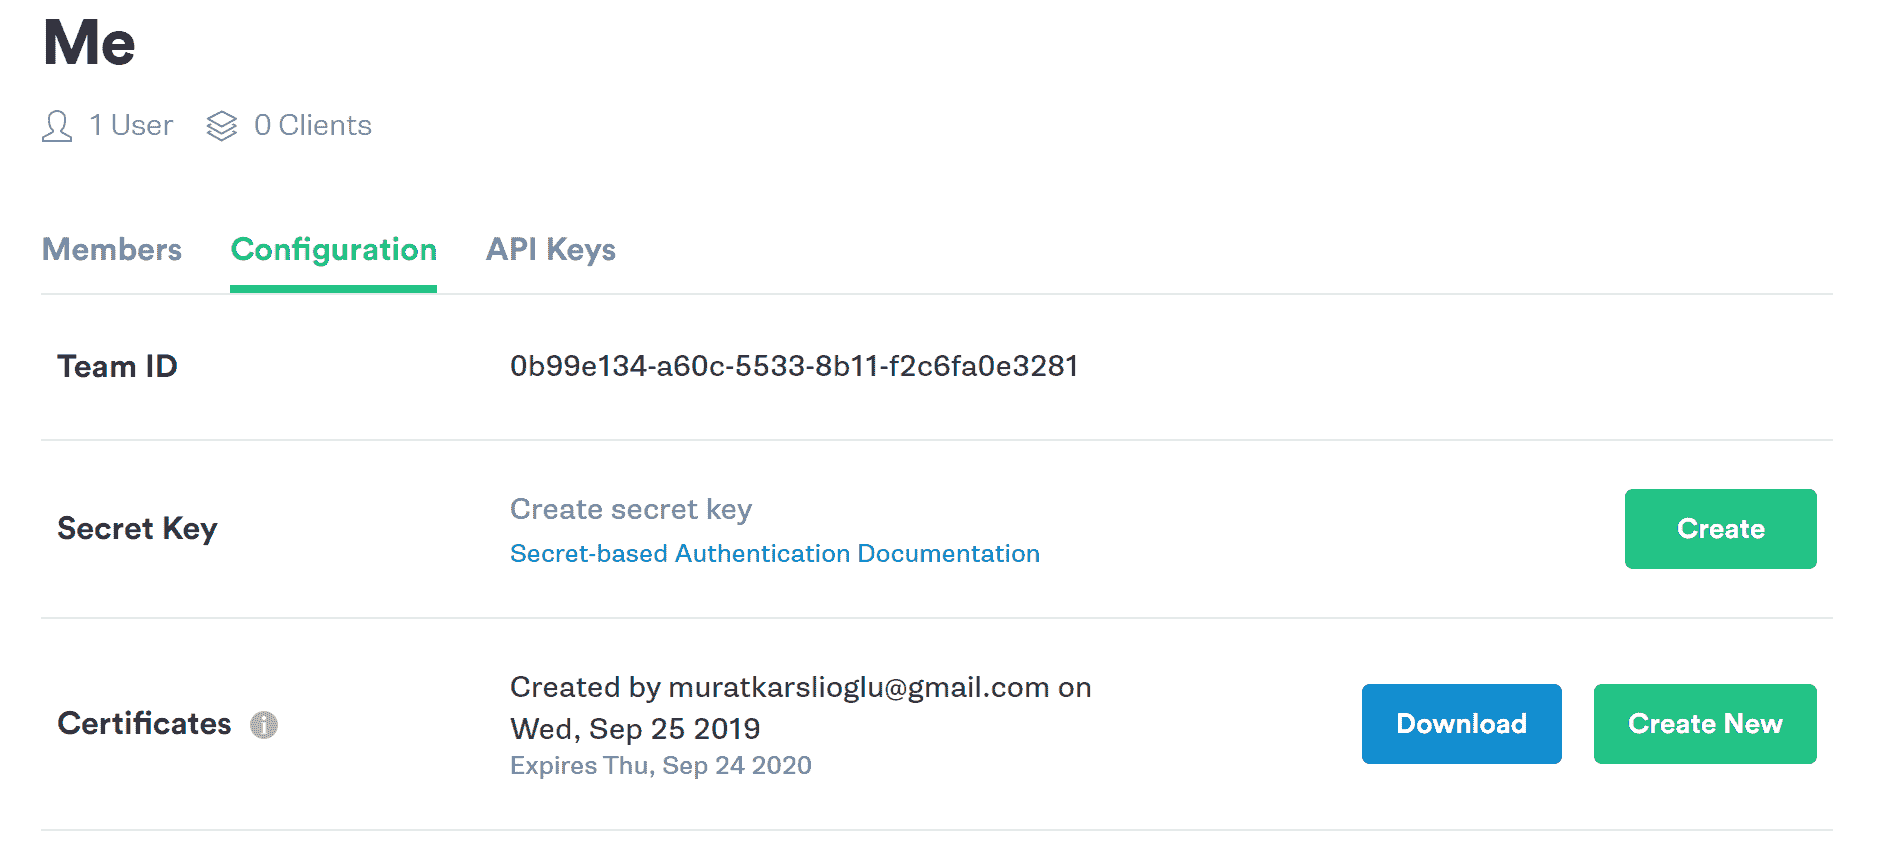 Me
1 User 0 Clients
Members Configuration API Keys
Team ID 0b99e134-a60c-5533-8b11-f2c6fa0e3281
Secret Key
Create secret key
Secret-based Authentication Documentation
Create
Certificates
Created by muratkarslioglu@gmail.com on
Wed, Sep 25 2019
Expires Thu, Sep 24 2020
Download Create New